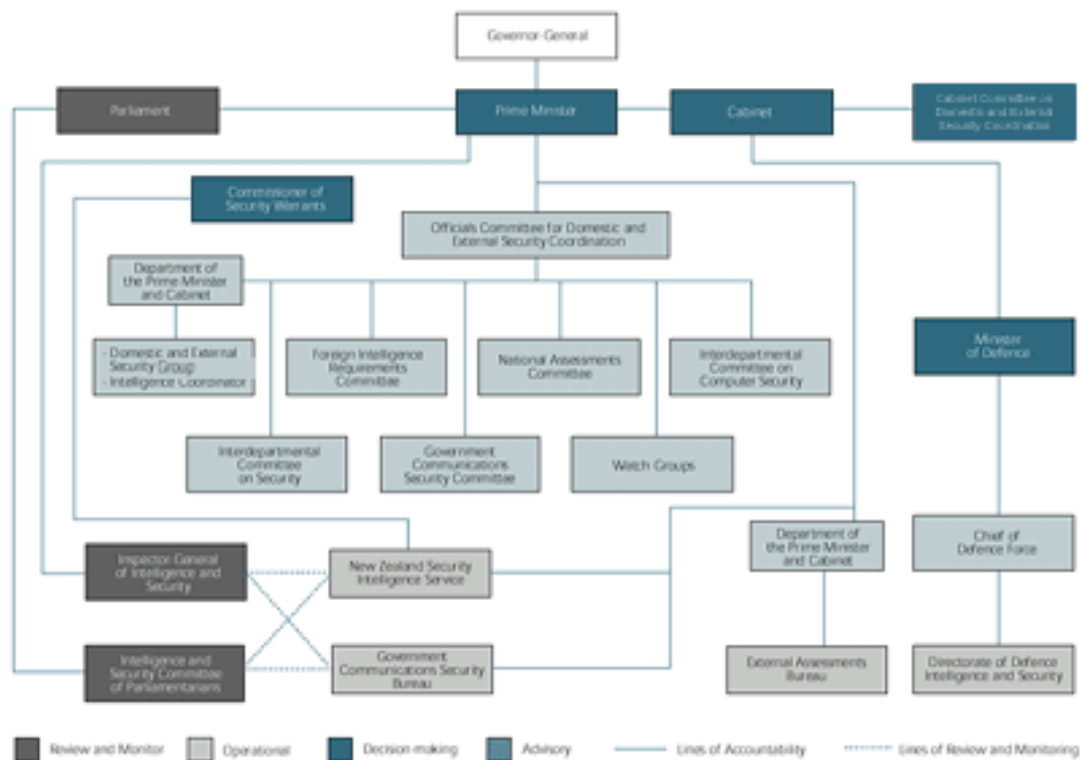 Governor-General
Parliament
Prime Minister
Cabinet
Cabinet Committee on
Domestic and External
Security Coordination
Commissioner of
Security Warrants
Officials Committee for Domestic and
External Security Coordination
Department of
the Prime Minister
and Cabinet
- Domestic and External
Security Group
- Intelligence Coordinator
Foreign Intelligence
Requirements
Committee
National Assessments
Committee
Interdepartmental
Committee on
Computer Security
Minister
of Defence
Interdepartmental
Committee
on Security
Government
Communications
Security Committee
Watch Groups
Inspector-General
of Intelligence and
Security
New Zealand Security
Intelligence Service
Department of
the Prime Minister
and Cabinet
Chief of
Defence Force
Intelligence and
Security Committee
of Parliamentarians
Government
Communications Security
Bureau
External Assessments
Bureau
Directorate of Defence
Intelligence and Security
Review and Monitor
Operational
Decision-making
Advisory
Lines of Accountability
Lines of Review and Monitoring